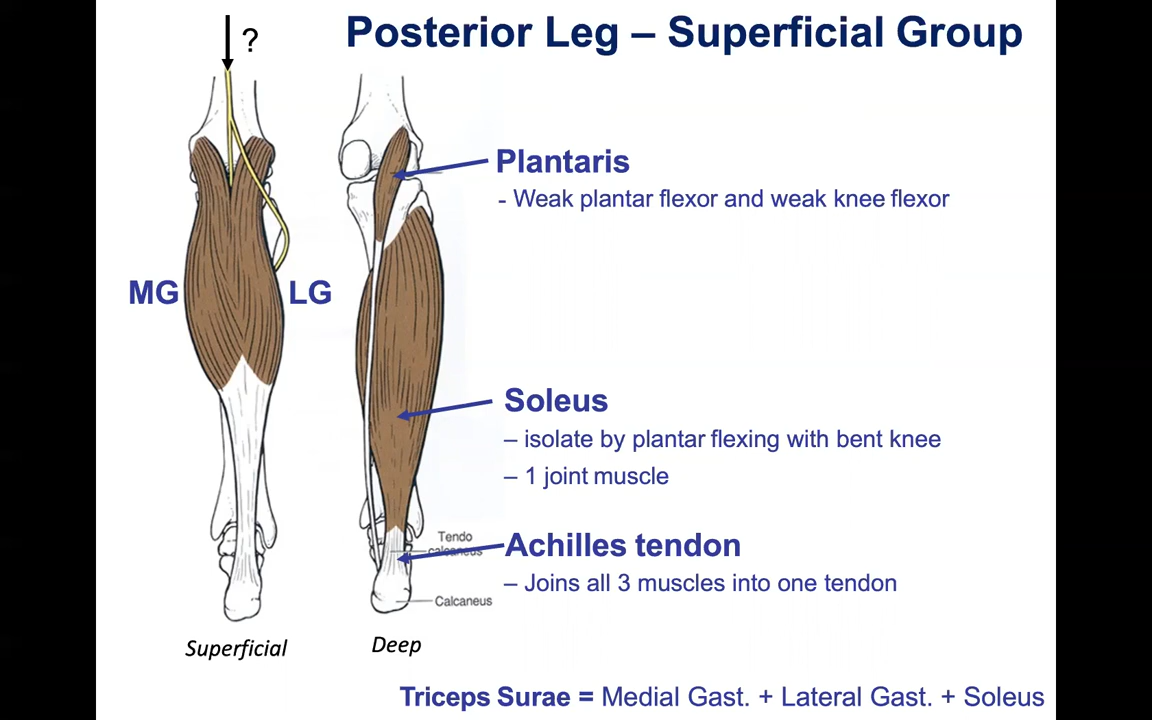 ?
Posterior Leg – Superficial Group
Plantaris
- Weak plantar flexor and weak knee flexor
MG
LG
Soleus
– isolate by plantar flexing with bent knee
– 1 joint muscle
Tendo
calcaneus
Achilles tendon
– Joins all 3 muscles into one tendon
Calcaneus
Superficial
Deep
Triceps Surae = Medial Gast. + Lateral Gast. + Soleus